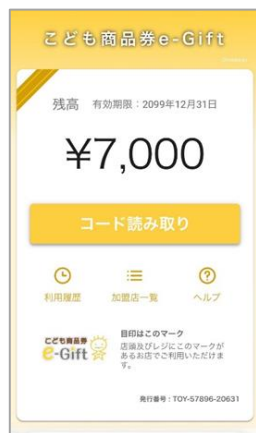 こども商品券e-Gift
残高 有効期限：2099年12月31日
¥7,000
コード読み取り
利用履歴 加盟店一覧 ヘルプ
こども商品券
e-Gift
目印はこのマーク
店頭及びレジにこのマークが
あるお店でご利用いただけま
す。
発行番号：TOY-57896-20631